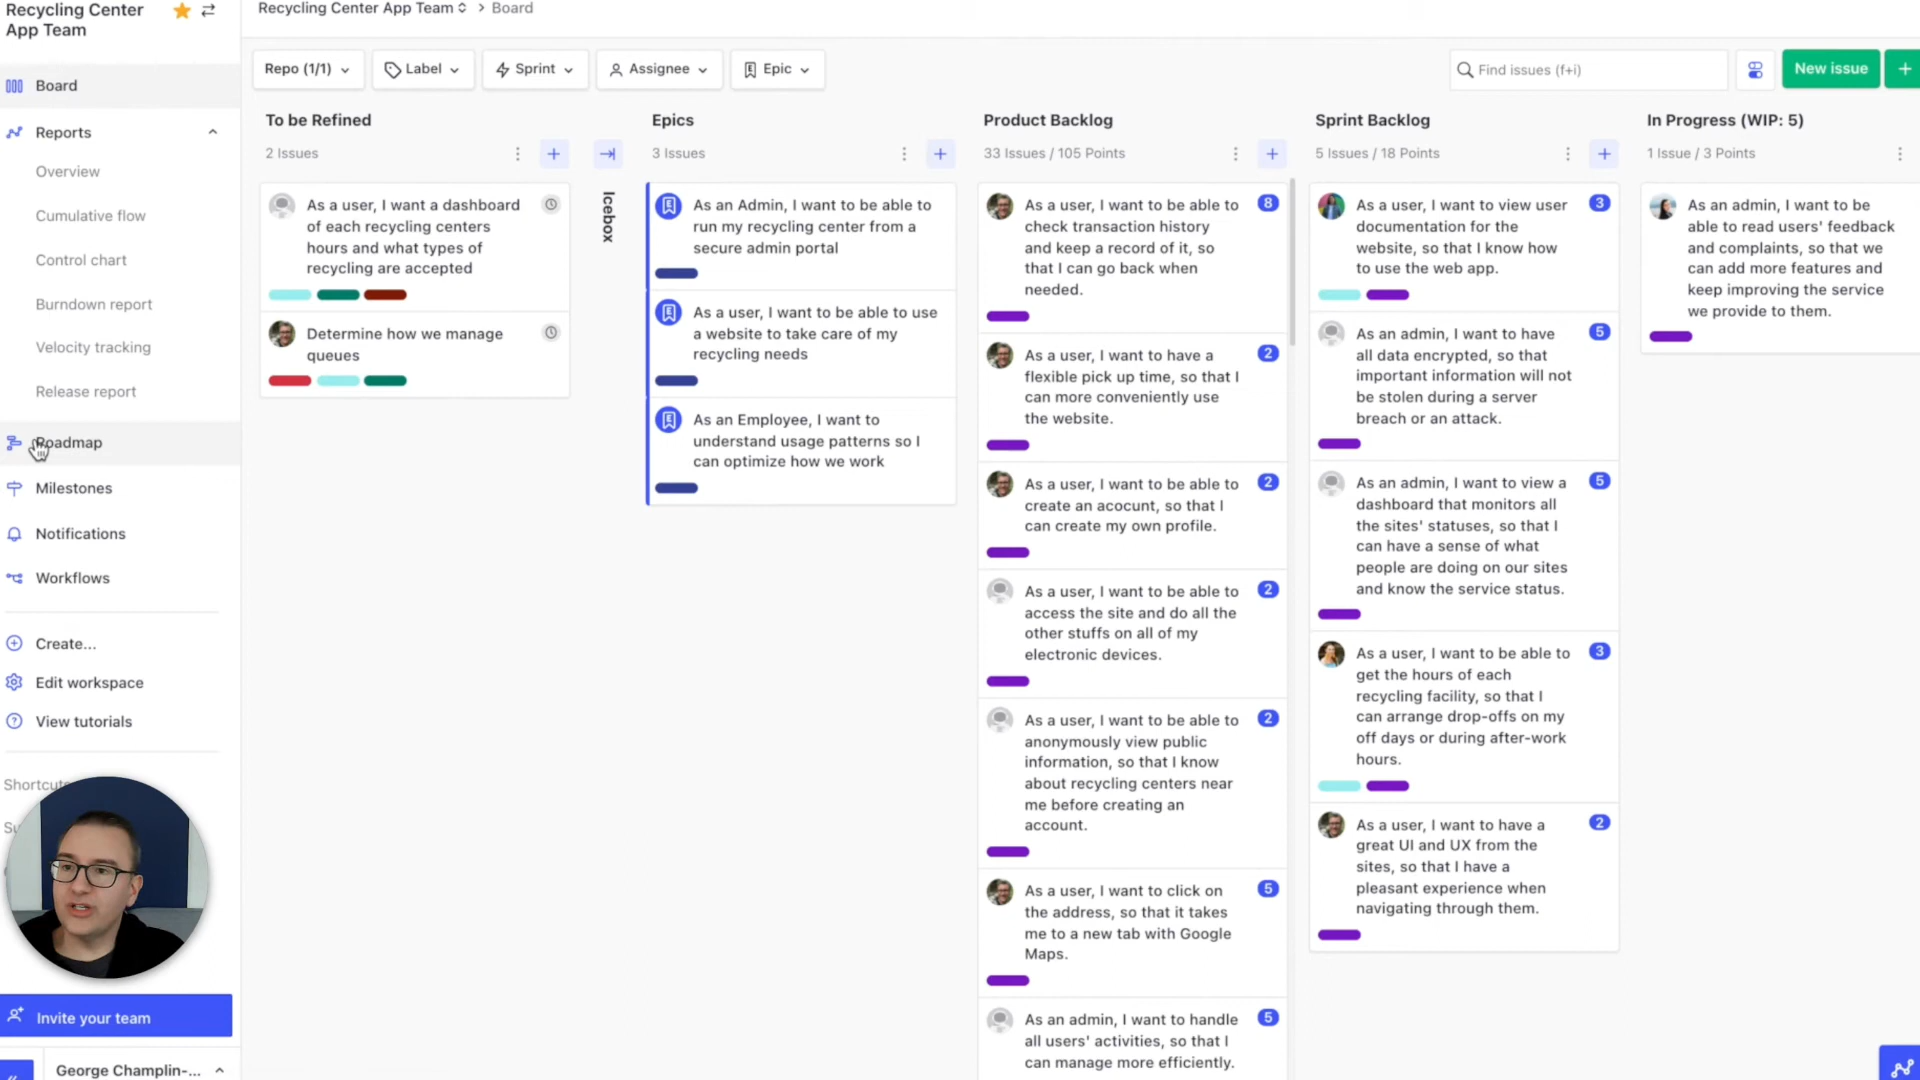 Recycling Center
App Team
Recycling Center App Team > Board
Board
Reports
Overview
Cumulative flow
Control chart
Burndown report
Velocity tracking
Release report
Roadmap
Milestones
Notifications
Workflows
Create...
Edit workspace
View tutorials
Invite your team
George Champlin-...
Repo (1/1)
Label
Sprint
Assignee
Epic
Find issues (f+i)
New issue
To be Refined
2 Issues
As a user, I want a dashboard
of each recycling centers
hours and what types of
recycling are accepted
Determine how we manage
queues
Icebox
Epics
3 Issues
As an Admin, I want to be able to
run my recycling center from a
secure admin portal
As a user, I want to be able to use
a website to take care of my
recycling needs
As an Employee, I want to
understand usage patterns so I
can optimize how we work
Product Backlog
33 Issues / 105 Points
As a user, I want to be able to
check transaction history
and keep a record of it, so
that I can go back when
needed.
8
As a user, I want to have a
flexible pick up time, so that I
can more conveniently use
the website.
2
As a user, I want to be able to
create an acocunt, so that I
can create my own profile.
2
As a user, I want to be able to
access the site and do all the
other stuffs on all of my
electronic devices.
2
As a user, I want to be able to
anonymously view public
information, so that I know
about recycling centers near
me before creating an
account.
2
As a user, I want to click on
the address, so that it takes
me to a new tab with Google
Maps.
5
As an admin, I want to handle
all users' activities, so that I
can manage more efficiently.
5
Sprint Backlog
5 Issues / 18 Points
As a user, I want to view user
documentation for the
website, so that I know how
to use the web app.
3
As an admin, I want to have
all data encrypted, so that
important information will not
be stolen during a server
breach or an attack.
5
As an admin, I want to view a
dashboard that monitors all
the sites' statuses, so that I
can have a sense of what
people are doing on our sites
and know the service status.
5
As a user, I want to be able to
get the hours of each
recycling facility, so that I
can arrange drop-offs on my
off days or during after-work
hours.
3
As a user, I want to have a
great UI and UX from the
sites, so that I have a
pleasant experience when
navigating through them.
2
In Progress (WIP: 5)
1 Issue / 3 Points
As an admin, I want to be
able to read users' feedback
and complaints, so that we
can add more features and
keep improving the service
we provide to them.